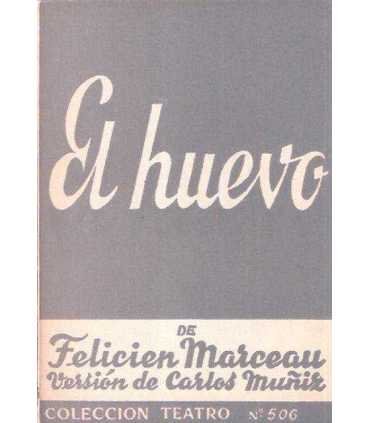 El huevo
DE
Felicien Marceau
Versión de Carlos Muñiz
COLECCION TEATRO Nº 506